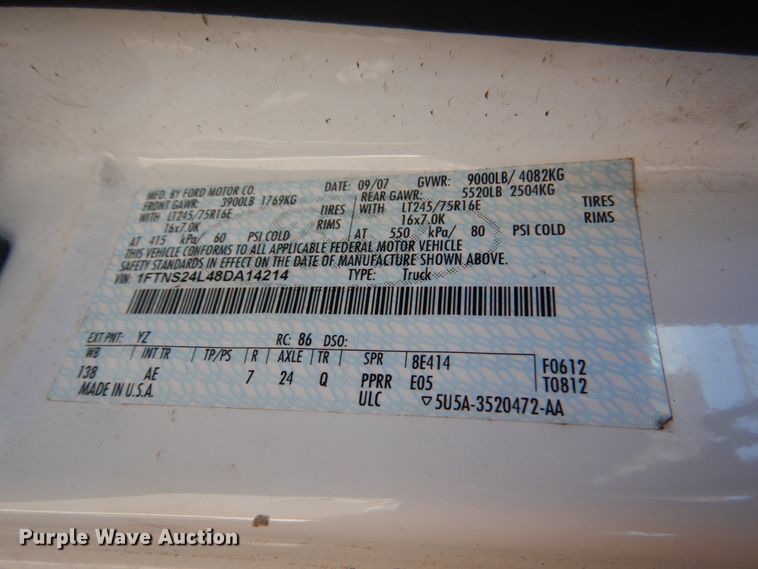 MFD. BY FORD MOTOR CO. DATE: 09/07 GVWR: 9000LB/ 4082KG
FRONT GAWR: 3900LB 1769KG REAR GAWR: 5520LB 2504KG
WITH LT245/75R16E TIRES WITH LT245/75R16E TIRES
16x7.0K RIMS 16x7.0K RIMS
AT 415 kPa/ 60 PSI COLD AT 550 kPa/ 80 PSI COLD
THIS VEHICLE CONFORMS TO ALL APPLICABLE FEDERAL MOTOR VEHICLE
SAFETY STANDARDS IN EFFECT ON THE DATE OF MANUFACTURE SHOWN ABOVE.
VIN: 1FTNS24L48DA14214 TYPE: Truck
EXT PNT: YZ RC: 86 DSO:
WB INT TR TP/PS R AXLE TR SPR 8E414 F0612
138 AE 7 24 Q PPRR E05 T0812
MADE IN U.S.A. ULC ▽5U5A-3520472-AA
Purple Wave Auction